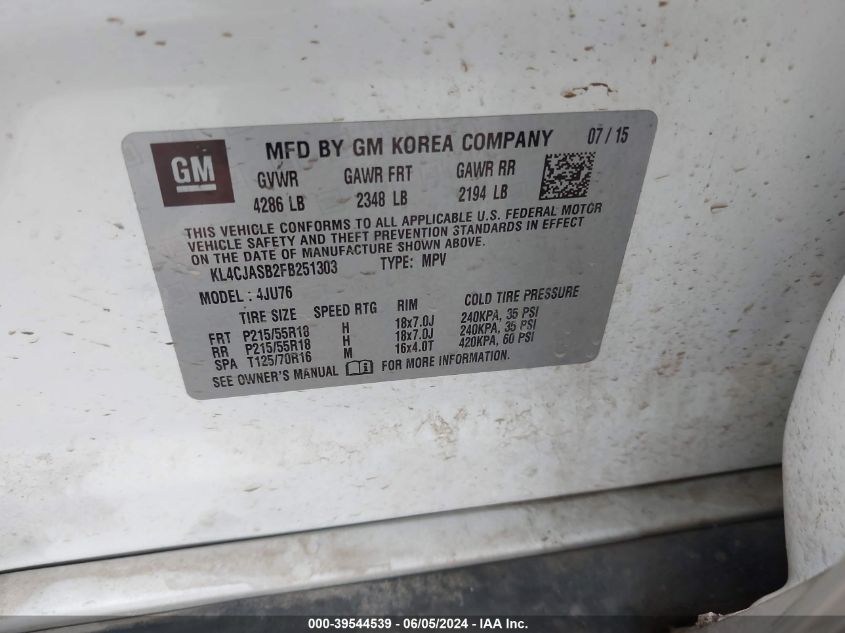 GM
MFD BY GM KOREA COMPANY 07/15
GVWR GAWR FRT GAWR RR
4286 LB 2348 LB 2194 LB
THIS VEHICLE CONFORMS TO ALL APPLICABLE U.S. FEDERAL MOTOR
VEHICLE SAFETY AND THEFT PREVENTION STANDARDS IN EFFECT
ON THE DATE OF MANUFACTURE SHOWN ABOVE.
KL4CJASB2FB251303 TYPE: MPV
MODEL: 4JU76
TIRE SIZE SPEED RTG RIM COLD TIRE PRESSURE
FRT P215/55R18 H 18x7.0J 240KPA, 35 PSI
RR P215/55R18 H 18x7.0J 240KPA, 35 PSI
SPA T125/70R16 M 16x4.0T 420KPA, 60 PSI
SEE OWNER'S MANUAL FOR MORE INFORMATION.
000-39544539 - 06/05/2024 - IAA Inc.